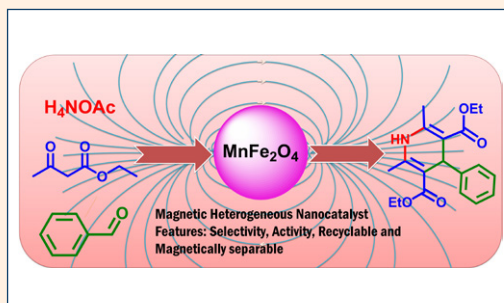 H₄NOAc
O
O
O
O
MnFe₂O₄
OEt
O
HN
O
EtO
Magnetic Heterogeneous Nanocatalyst
Features: Selectivity, Activity, Recyclable and
Magnetically separable